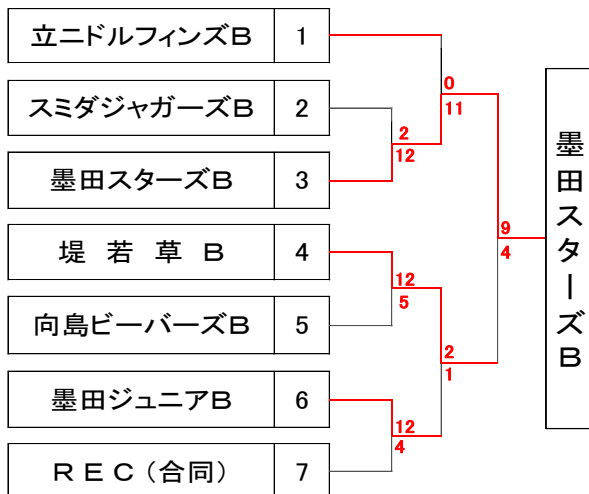 立ニドルフィンズB 1
0
11
スミダジャガーズB 2
2
12
墨田スターズB 3
堤 若 草 B 4
12
5
向島ビーバーズB 5
2
1
墨田ジュニアB 6
12
4
REC（合同） 7
9
4
墨田スターズB